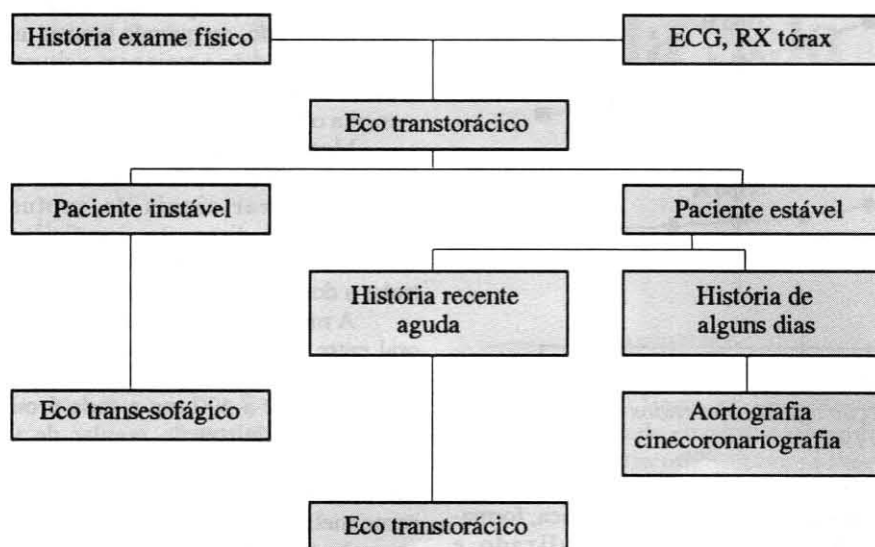 História exame físico
ECG, RX tórax
Eco transtorácico
Paciente instável
Paciente estável
História recente
aguda
História de
alguns dias
Eco transesofágico
Aortografia
cinecoronariografia
Eco transtorácico